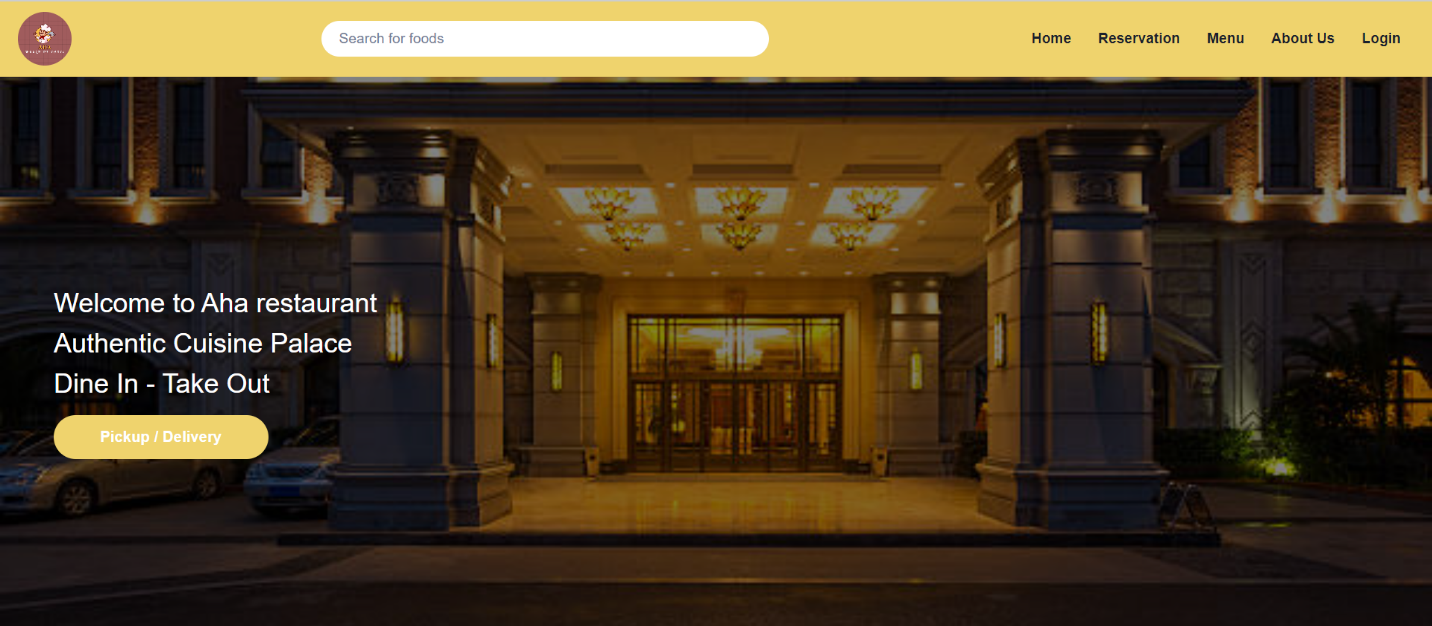 Search for foods
Home
Reservation
Menu
About Us
Login
Welcome to Aha restaurant
Authentic Cuisine Palace
Dine In - Take Out
Pickup / Delivery